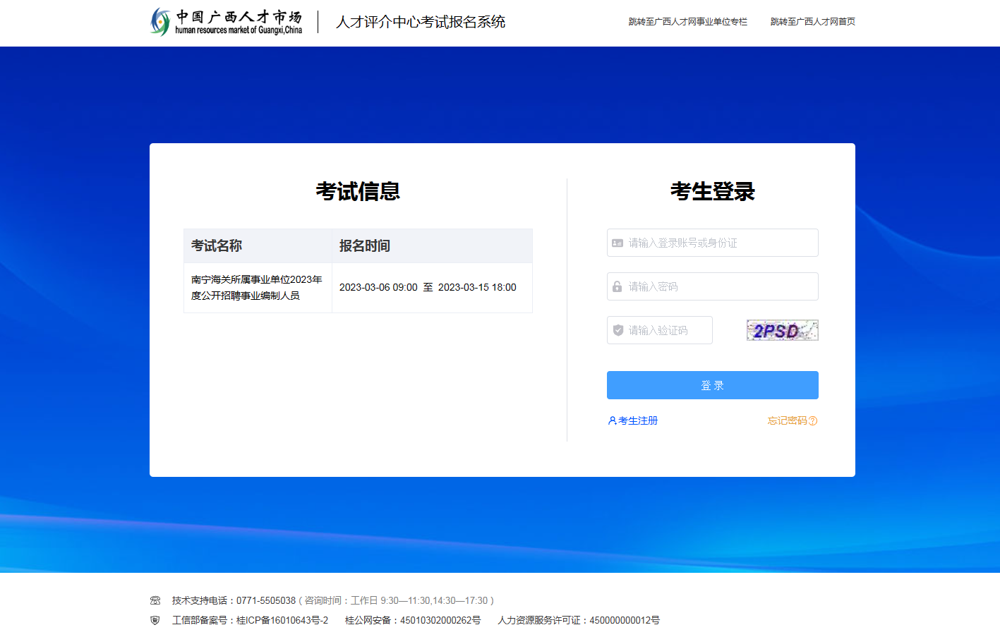 中国广西人才市场
human resources market of Guangxi,China
人才评介中心考试报名系统
跳转至广西人才网事业单位专栏
跳转至广西人才网首页
考试信息
考试名称
报名时间
南宁海关所属事业单位2023年
度公开招聘事业编制人员
2023-03-06 09:00 至 2023-03-15 18:00
考生登录
请输入登录账号或身份证
请输入密码
请输入验证码
2PSD
登 录
考生注册
忘记密码
技术支持电话：0771-5505038 ( 咨询时间：工作日 9:30—11:30,14:30—17:30 )
工信部备案号：桂ICP备16010643号-2 桂公网安备：45010302000262号 人力资源服务许可证：450000000012号